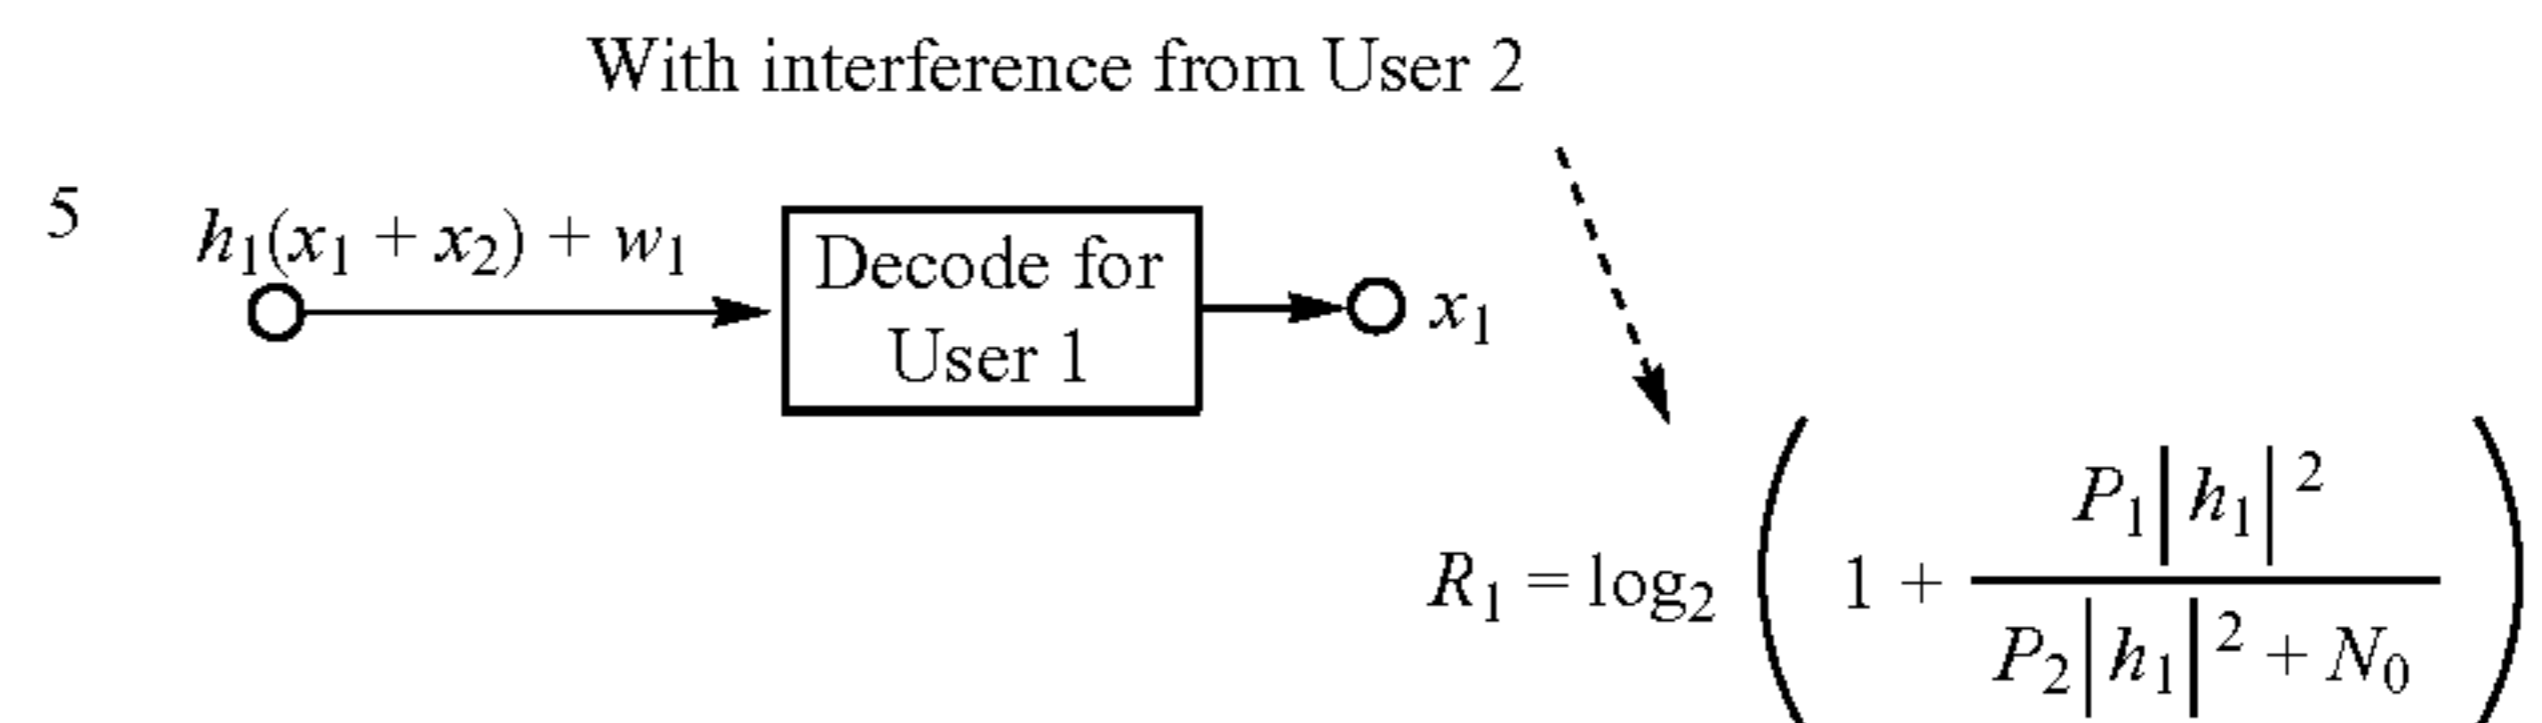 With interference from User 2
5
h₁(x₁ + x₂) + w₁
Decode for
User 1
x₁
R₁ = log₂ ( 1 + P₁|h₁|² / P₂|h₁|² + N₀ )